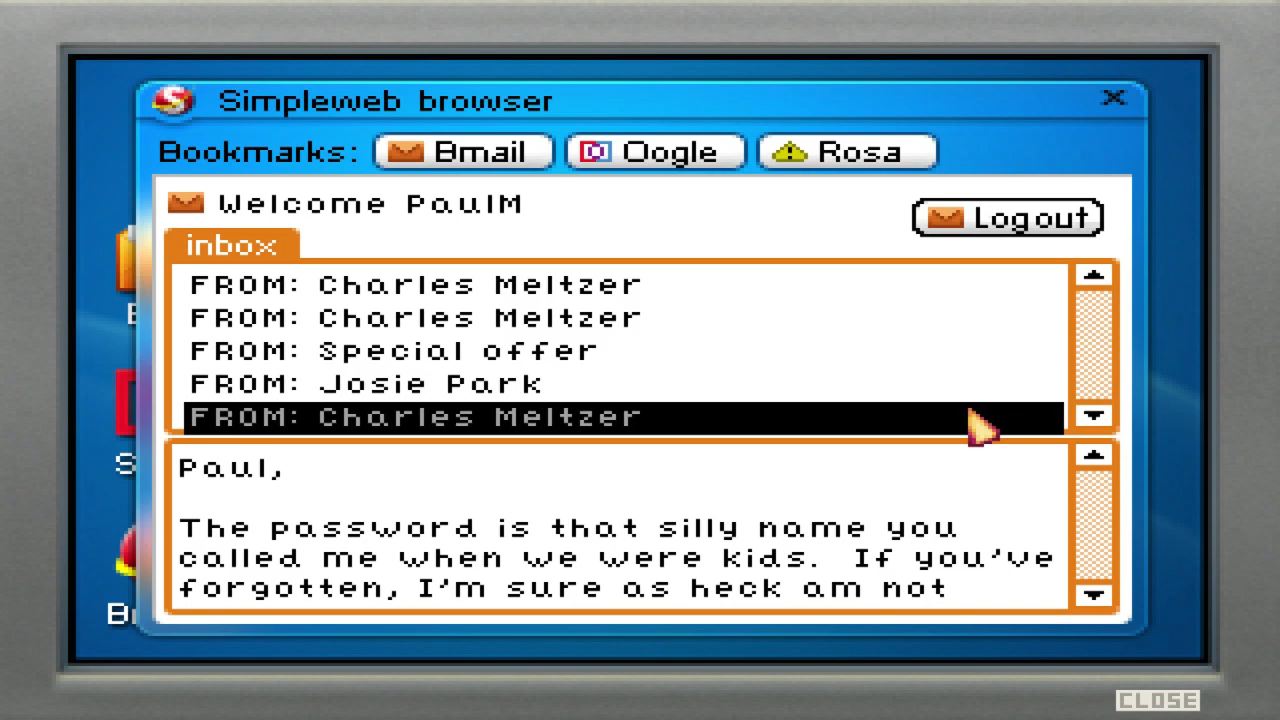 Simpleweb browser
Bookmarks: Bmail Oogle Rosa
Welcome PaulM
Logout
inbox
FROM: Charles Meltzer
FROM: Charles Meltzer
FROM: Special offer
FROM: Josie Park
FROM: Charles Meltzer
Paul,
The password is that silly name you
called me when we were kids. If you've
forgotten, I'm sure as heck am not
CLOSE